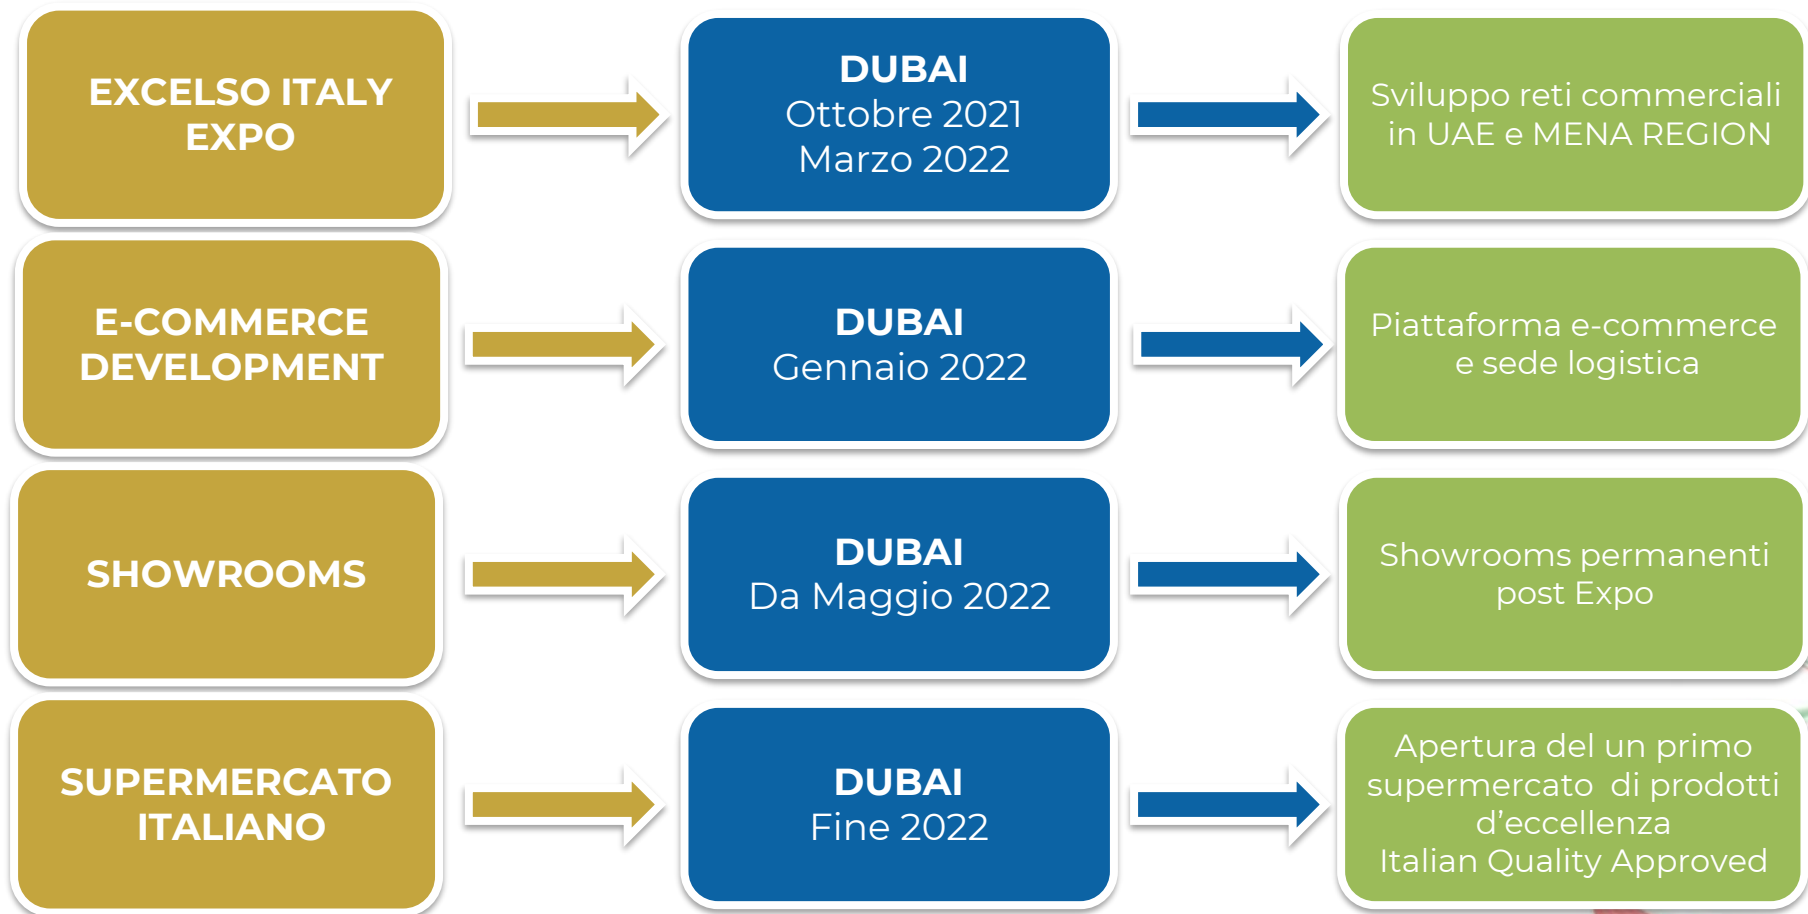 EXCELSO ITALY
EXPO
DUBAI
Ottobre 2021
Marzo 2022
Sviluppo reti commerciali
in UAE e MENA REGION
E-COMMERCE
DEVELOPMENT
DUBAI
Gennaio 2022
Piattaforma e-commerce
e sede logistica
SHOWROOMS
DUBAI
Da Maggio 2022
Showrooms permanenti
post Expo
SUPERMERCATO
ITALIANO
DUBAI
Fine 2022
Apertura del un primo
supermercato di prodotti
d’eccellenza
Italian Quality Approved